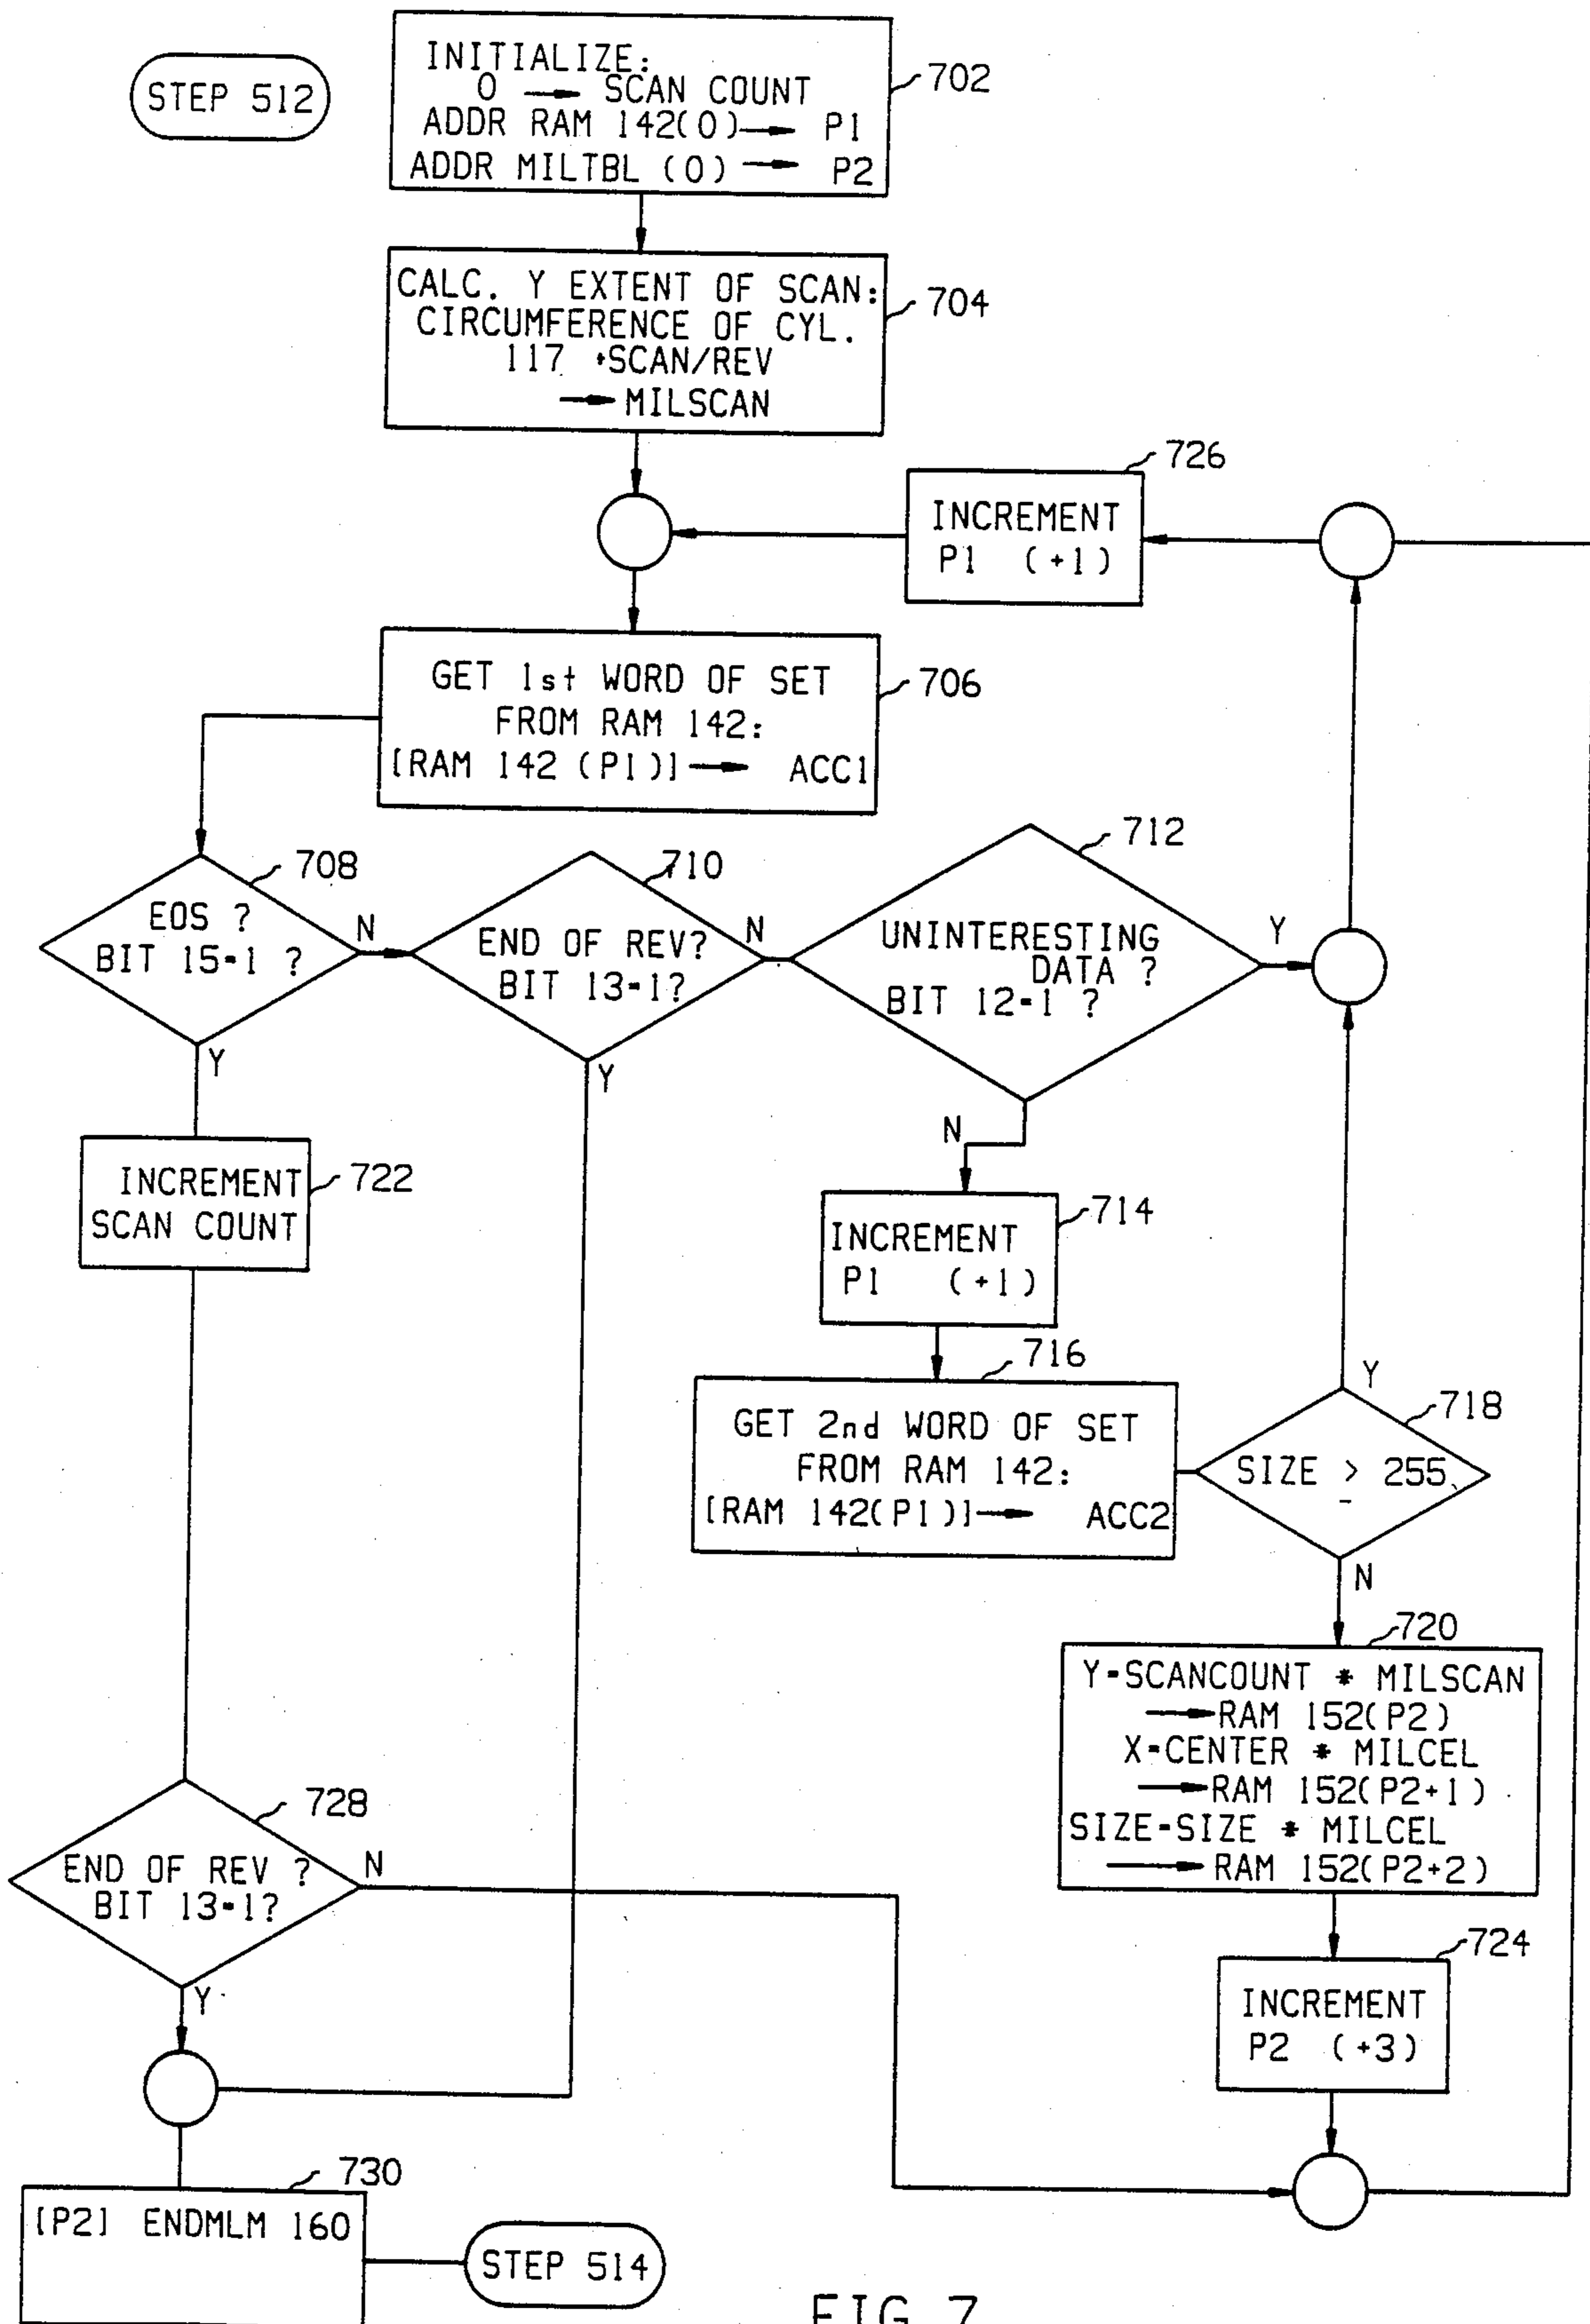 STEP 512
INITIALIZE:
0 → SCAN COUNT
ADDR RAM 142(0) → P1
ADDR MILTBL (0) → P2
702
CALC. Y EXTENT OF SCAN:
CIRCUMFERENCE OF CYL.
117 ÷SCAN/REV
→ MILSCAN
704
726
INCREMENT
P1 (+1)
GET 1st WORD OF SET
FROM RAM 142:
[RAM 142 (P1)] → ACC1
706
708
EOS ?
BIT 15=1 ?
N
Y
710
END OF REV?
BIT 13=1?
N
Y
712
UNINTERESTING
DATA ?
BIT 12=1 ?
Y
N
INCREMENT
SCAN COUNT
722
INCREMENT
P1 (+1)
714
716
GET 2nd WORD OF SET
FROM RAM 142:
[RAM 142(P1)] → ACC2
Y
718
SIZE ≥ 255
N
720
Y=SCANCOUNT * MILSCAN
→ RAM 152(P2)
X=CENTER * MILCEL
→ RAM 152(P2+1)
SIZE=SIZE * MILCEL
→ RAM 152(P2+2)
728
END OF REV ?
BIT 13=1?
N
Y
724
INCREMENT
P2 (+3)
730
[P2] ENDMLM 160
STEP 514
FIG 7